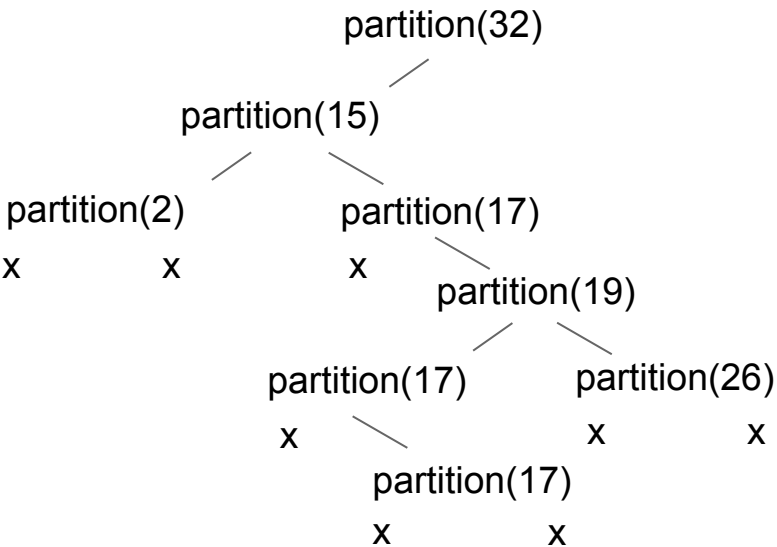 partition(32)
partition(15)
partition(2) partition(17)
x x x
partition(19)
partition(17) partition(26)
x x x
partition(17)
x x